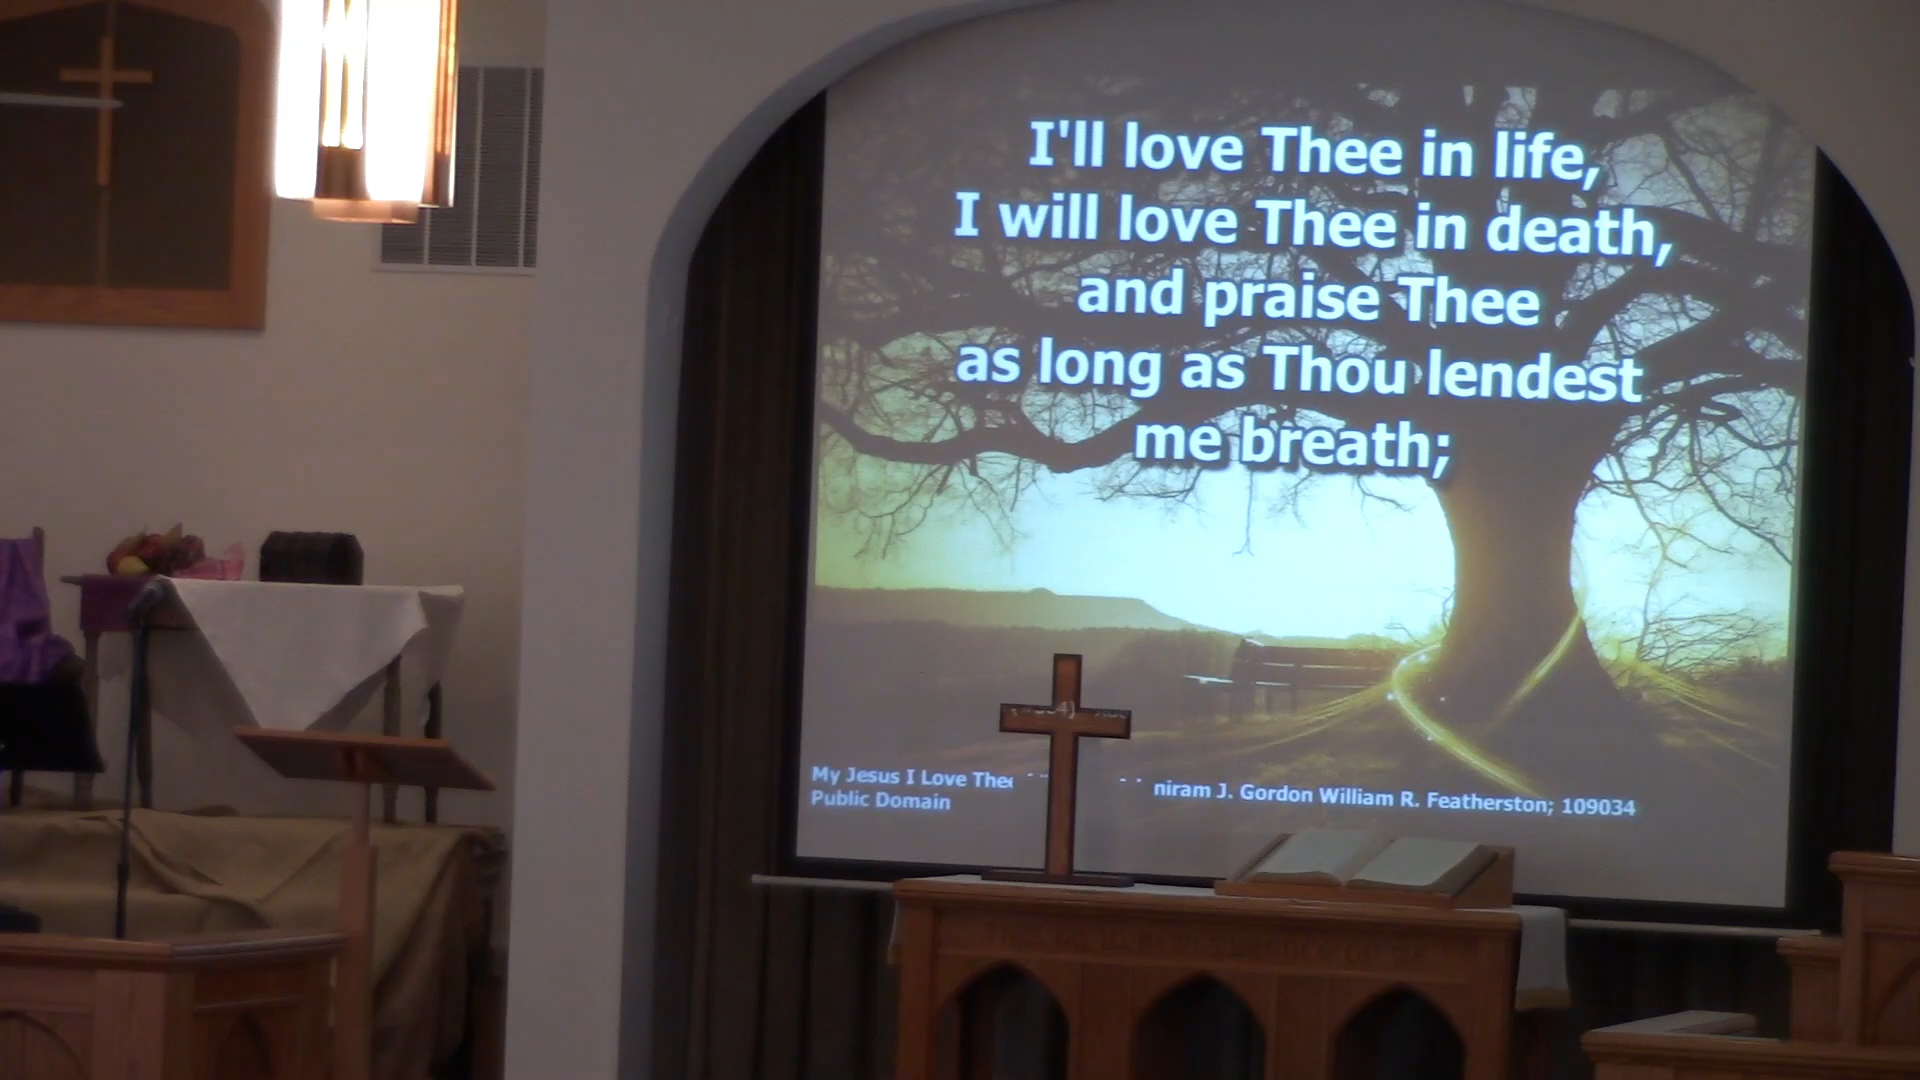 I'll love Thee in life,
I will love Thee in death,
and praise Thee
as long as Thou lendest
me breath;
My Jesus I Love Thee niram J. Gordon William R. Featherston; 109034
Public Domain